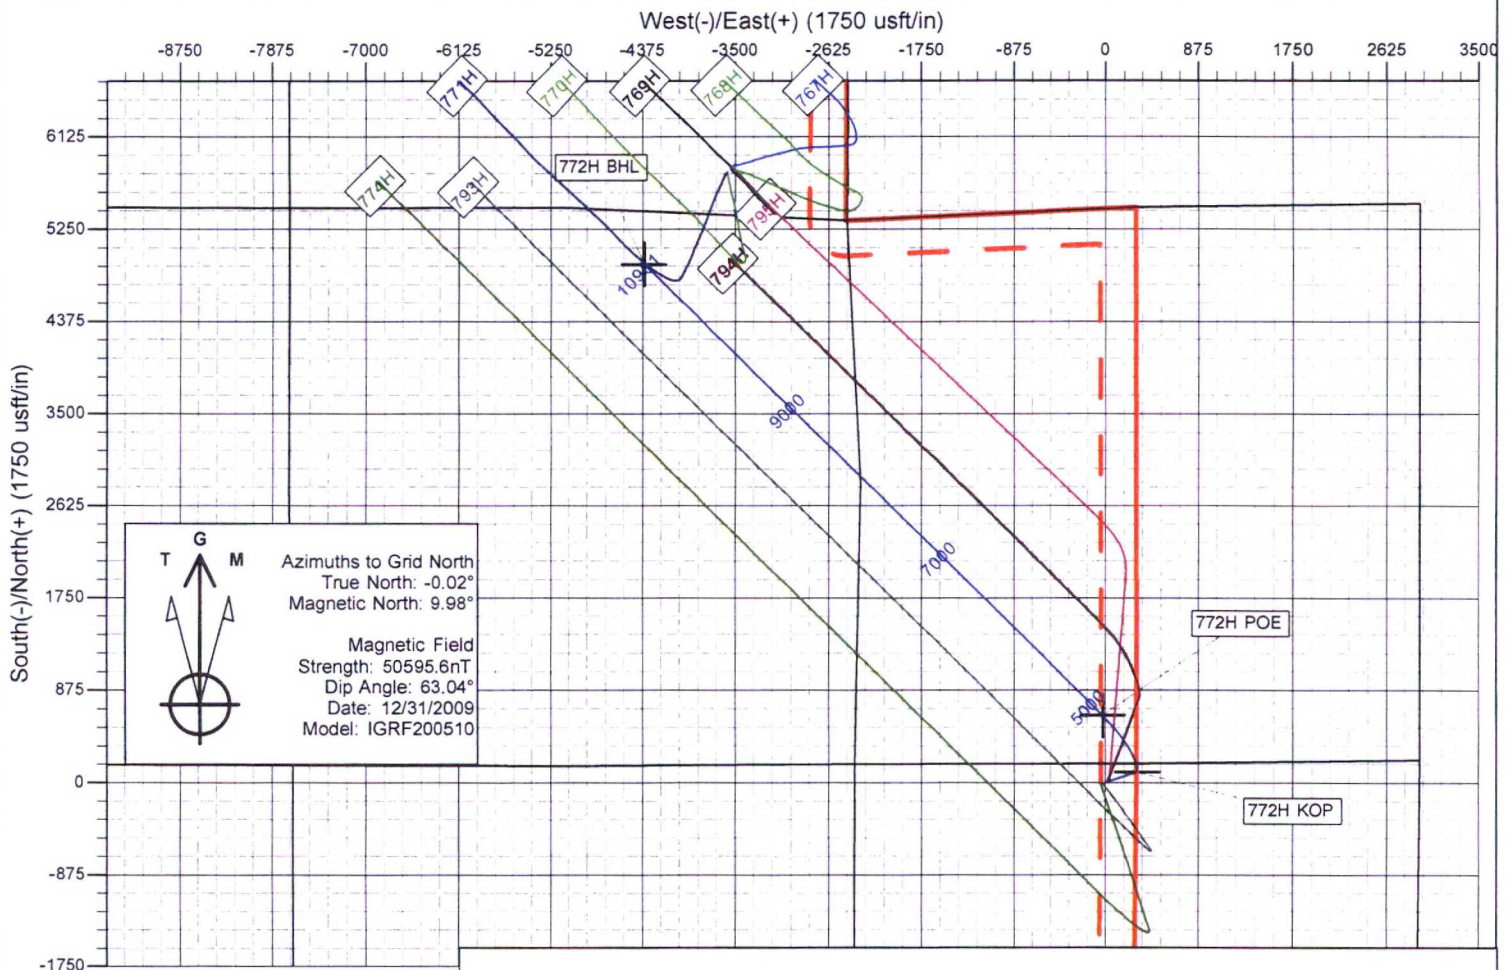 West(-)/East(+) (1750 usft/in)
-8750 -7875 -7000 -6125 -5250 -4375 -3500 -2625 -1750 -875 0 875 1750 2625 3500
771H 770H 769H 768H 767H
6125
772H BHL
774H 793H 795H
5250
794H
4375
3500
9000
2625
7000
1750
772H POE
875
5000
0
772H KOP
-875
-1750
South(-)/North(+) (1750 usft/in)
G
T M
Azimuths to Grid North
True North: -0.02°
Magnetic North: 9.98°
Magnetic Field
Strength: 50595.6nT
Dip Angle: 63.04°
Date: 12/31/2009
Model: IGRF200510